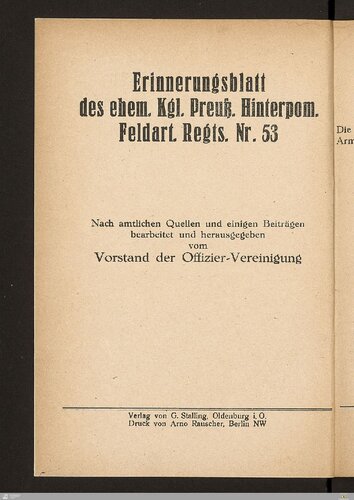 Erinnerungsblatt
des ehem. Kgl. Preuß. Hinterpom.
Feldart. Regts. Nr. 53
Nach amtlichen Quellen und einigen Beiträgen
bearbeitet und herausgegeben
vom
Vorstand der Offizier-Vereinigung
Verlag von G. Stalling, Oldenburg i. O.
Druck von Arno Rauscher, Berlin NW
Die
Arm